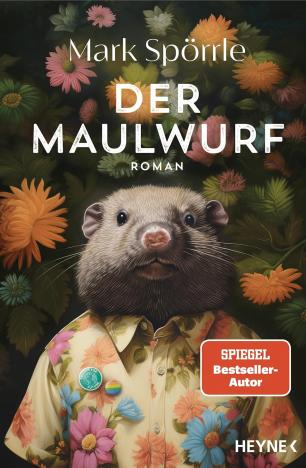 Mark Spörrle
DER
MAULWURF
ROMAN
SPIEGEL
Bestseller-
Autor
HEYNE